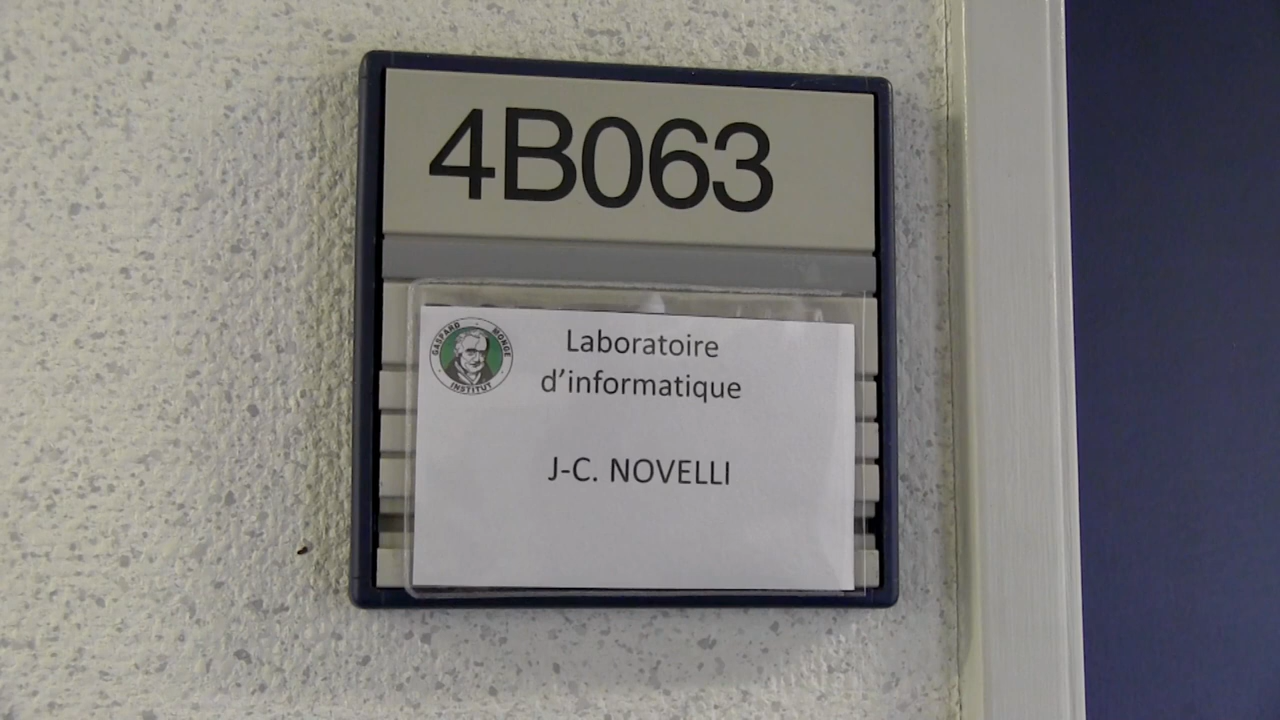 4B063
GASPARD MONGE
INSTITUT
Laboratoire
d'informatique
J-C. NOVELLI